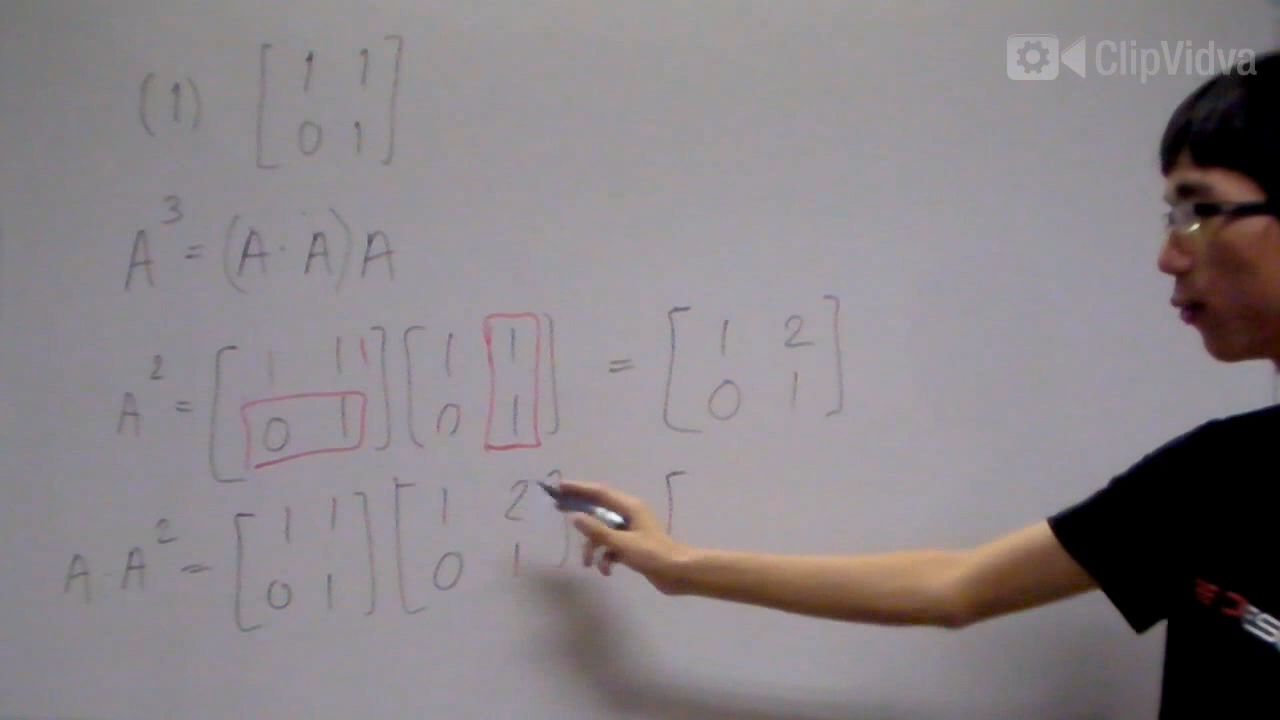 ClipVidva
(1) [1 1
0 1]
A³ = (A · A)A
A² = [1 1 0 1] [1 1 0 1] = [1 2 0 1]
A · A² = [1 1 0 1] [1 2 0 1] [